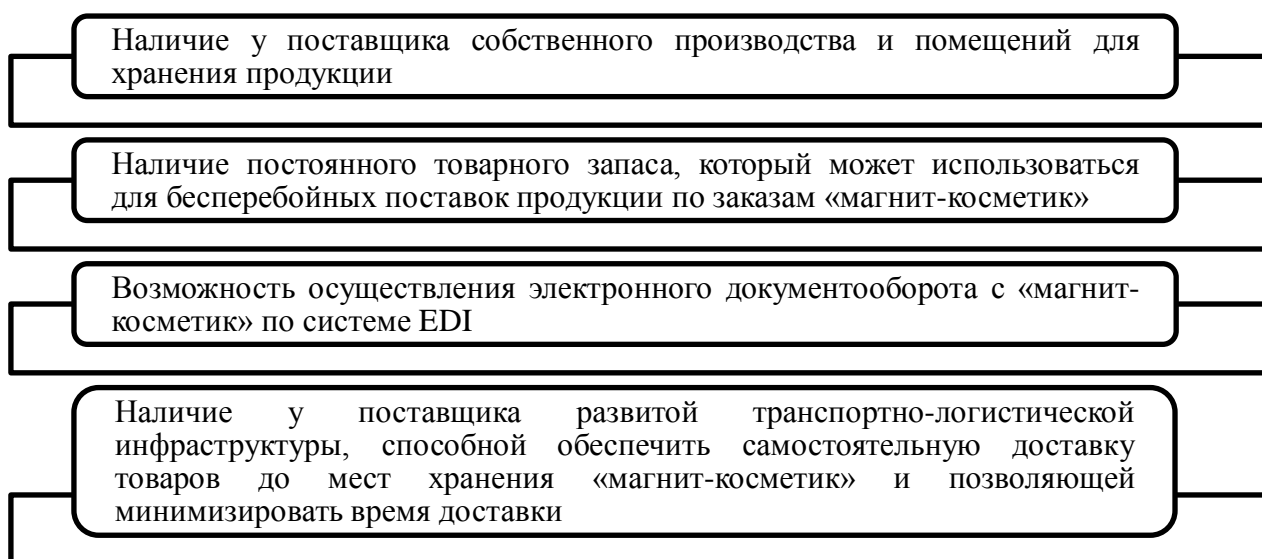 Наличие у поставщика собственного производства и помещений для
хранения продукции
Наличие постоянного товарного запаса, который может использоваться
для бесперебойных поставок продукции по заказам «магнит-косметик»
Возможность осуществления электронного документооборота с «магнит-
косметик» по системе EDI
Наличие у поставщика развитой транспортно-логистической
инфраструктуры, способной обеспечить самостоятельную доставку
товаров до мест хранения «магнит-косметик» и позволяющей
минимизировать время доставки